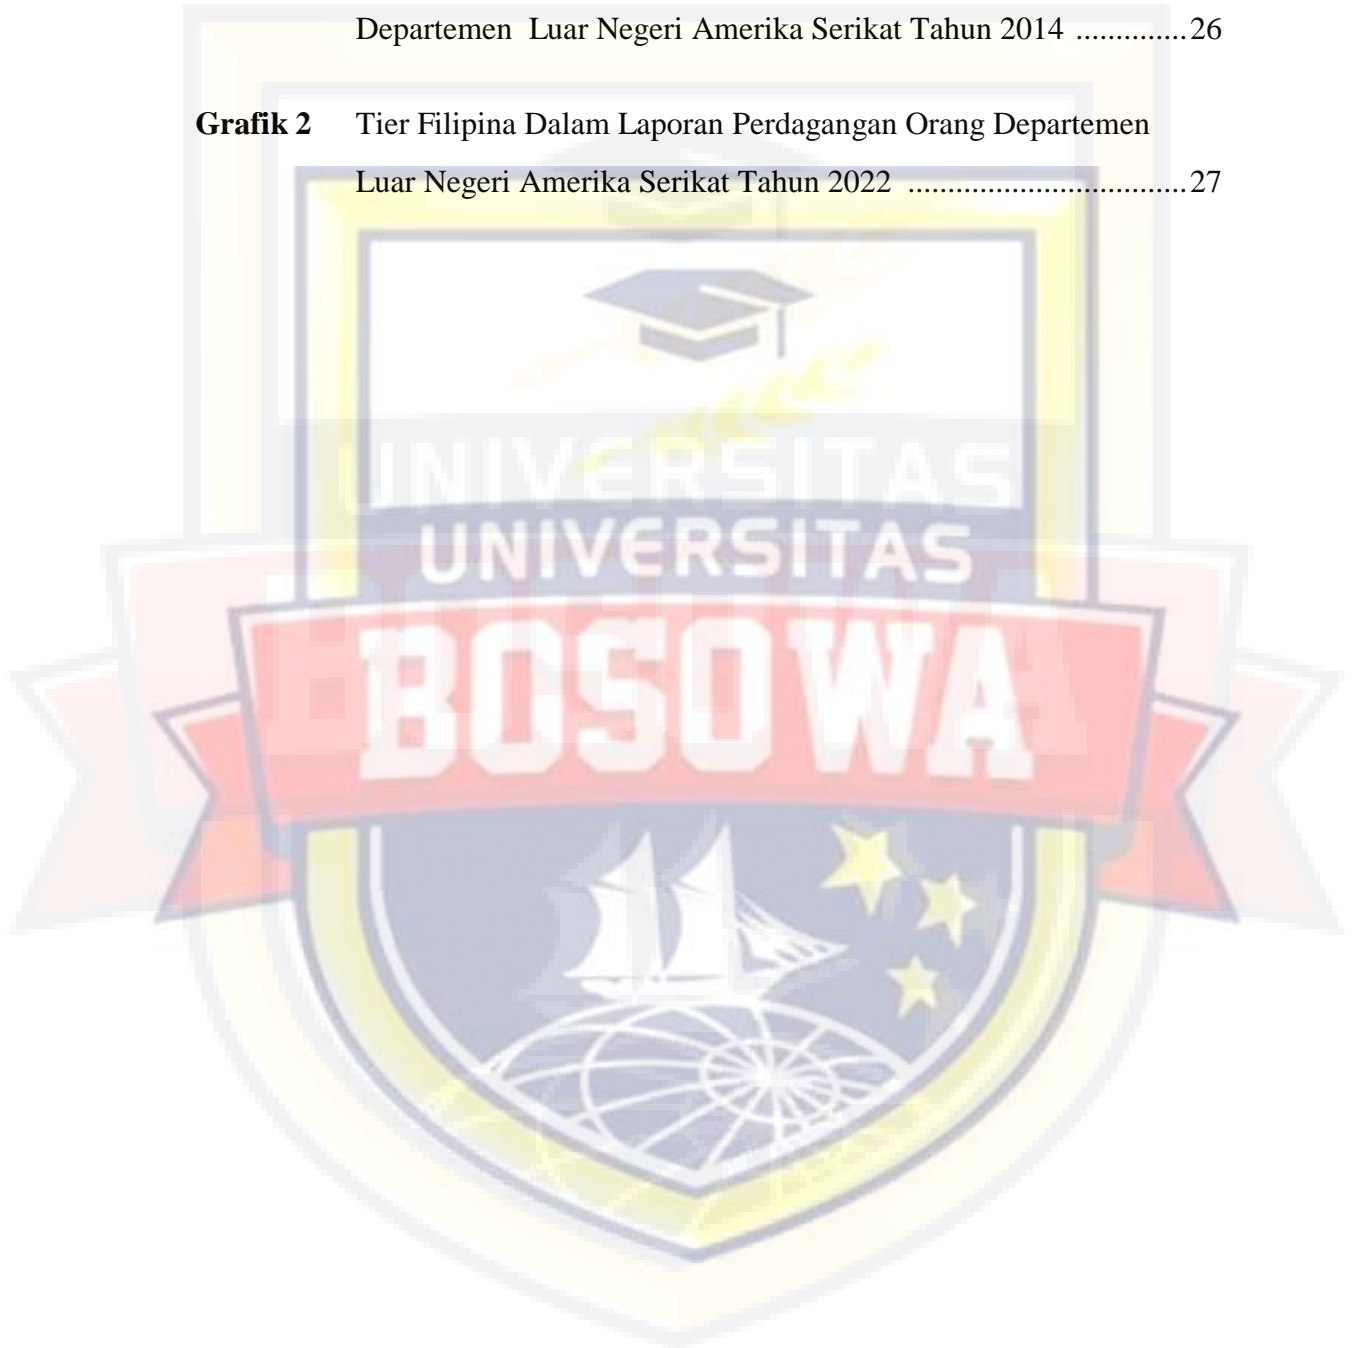 Departemen  Luar Negeri Amerika Serikat Tahun 2014 ..............26
Grafik 2 Tier Filipina Dalam Laporan Perdagangan Orang Departemen
Luar Negeri Amerika Serikat Tahun 2022 ...................................27
UNIVERSITAS
UNIVERSITAS
BOSOWA
BOSOWA